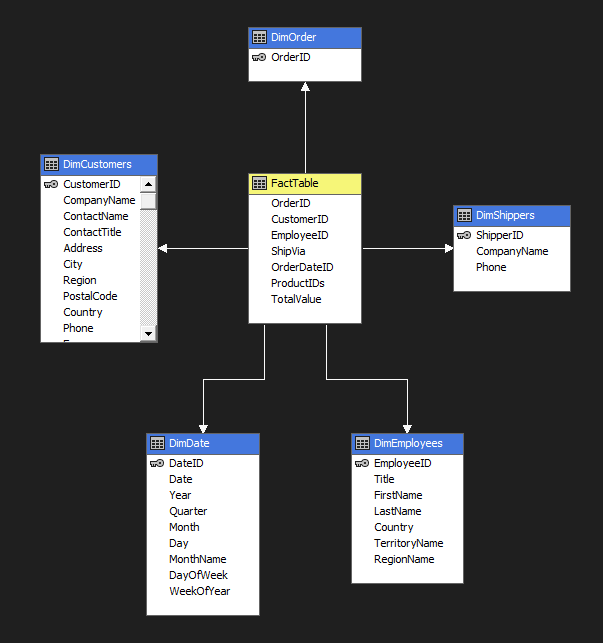 DimOrder
OrderID
DimCustomers
CustomerID
CompanyName
ContactName
ContactTitle
Address
City
Region
PostalCode
Country
Phone
FactTable
OrderID
CustomerID
EmployeeID
ShipVia
OrderDateID
ProductIDs
TotalValue
DimShippers
ShipperID
CompanyName
Phone
DimDate
DateID
Date
Year
Quarter
Month
Day
MonthName
DayOfWeek
WeekOfYear
DimEmployees
EmployeeID
Title
FirstName
LastName
Country
TerritoryName
RegionName